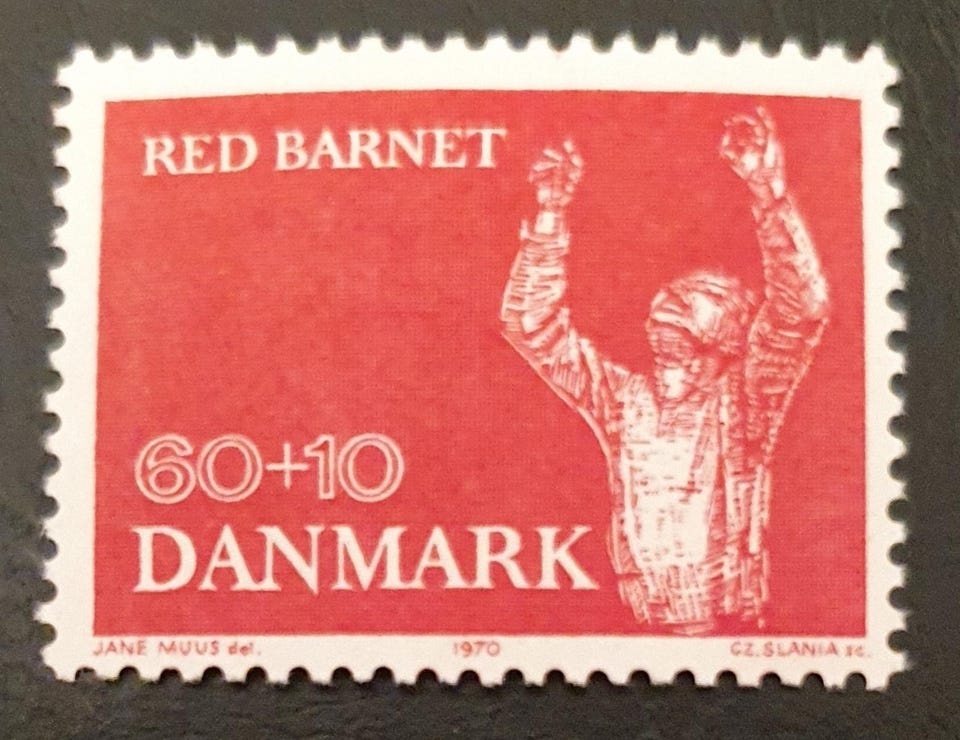 RED BARNET
60+10
DANMARK
JANE MUUS del. 1970 CZ. SLANIA sc.